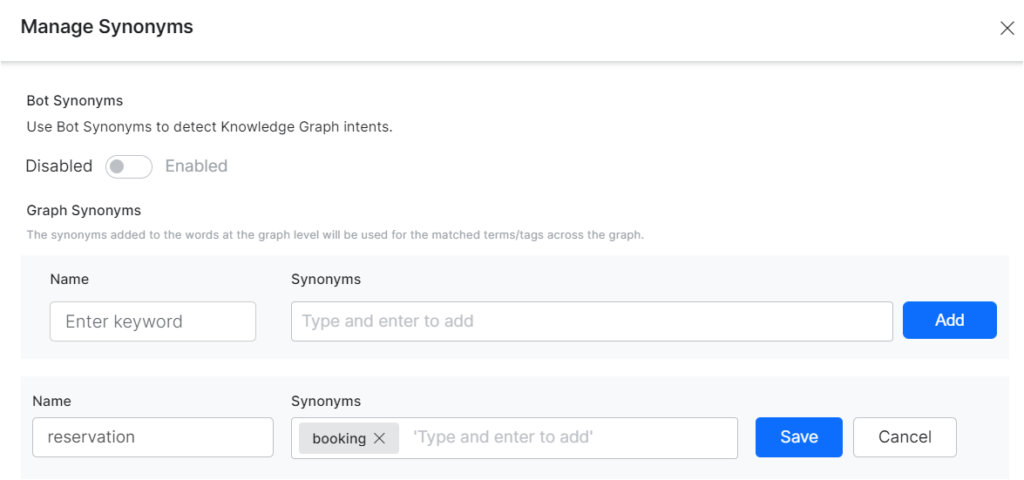 Manage Synonyms
Bot Synonyms
Use Bot Synonyms to detect Knowledge Graph intents.
Disabled Enabled
Graph Synonyms
The synonyms added to the words at the graph level will be used for the matched terms/tags across the graph.
Name Synonyms
Enter keyword Type and enter to add Add
Name Synonyms
reservation booking 'Type and enter to add' Save Cancel